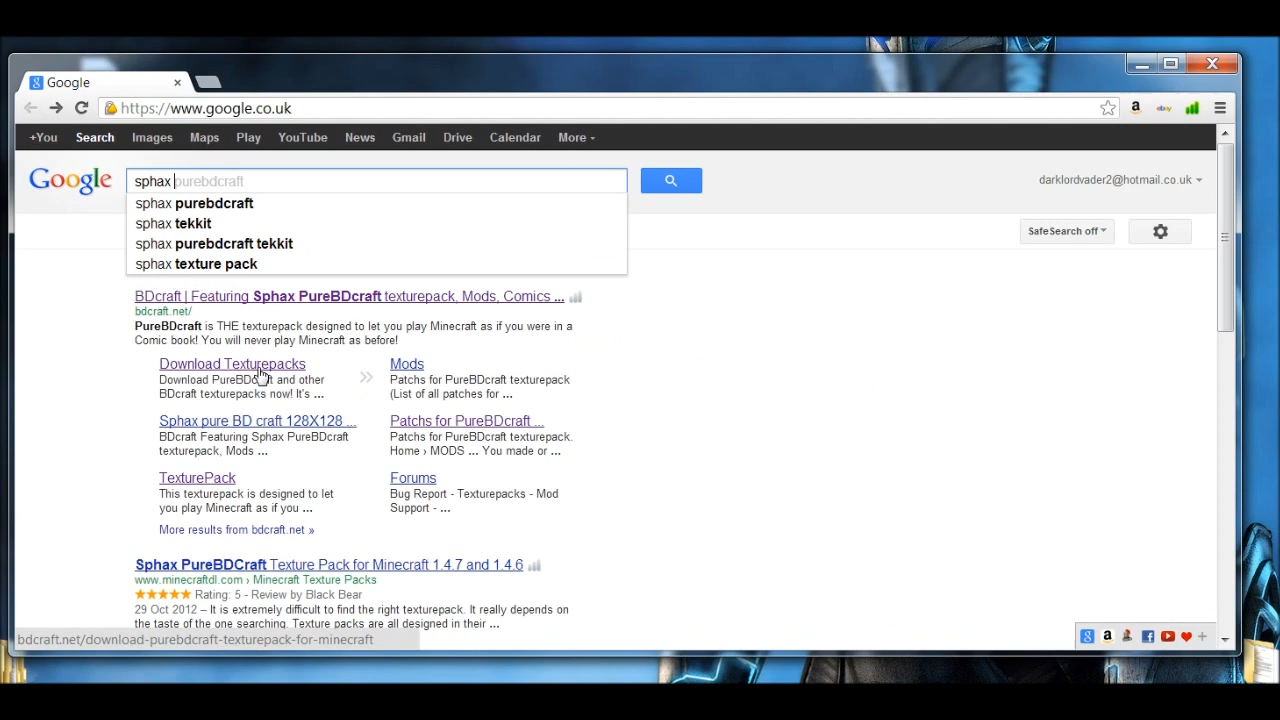 Google
https://www.google.co.uk
+You Search Images Maps Play YouTube News Gmail Drive Calendar More
Google sphax purebdcraft darklordvader2@hotmail.co.uk
sphax purebdcraft
sphax tekkit
sphax purebdcraft tekkit
sphax texture pack
SafeSearch off
BDcraft | Featuring Sphax PureBDcraft texturepack, Mods, Comics ...
bdcraft.net/
PureBDcraft is THE texturepack designed to let you play Minecraft as if you were in a
Comic book! You will never play Minecraft as before!
Download Texturepacks
Download PureBDcraft and other
BDcraft texturepacks now! It's ...
Mods
Patchs for PureBDcraft texturepack
(List of all patches for ...
Sphax pure BD craft 128X128 ...
BDcraft Featuring Sphax PureBDcraft
texturepack, Mods ...
Patchs for PureBDcraft ...
Patchs for PureBDcraft texturepack.
Home › MODS ... You made or ...
TexturePack
This texturepack is designed to let
you play Minecraft as if you ...
Forums
Bug Report - Texturepacks - Mod
Support - ...
More results from bdcraft.net »
Sphax PureBDCraft Texture Pack for Minecraft 1.4.7 and 1.4.6
www.minecraftdl.com › Minecraft Texture Packs
Rating: 5 - Review by Black Bear
29 Oct 2012 – It is extremely difficult to find the right texturepack. It really depends on
the taste of the one searching. Texture packs are all designed in their ...
bdcraft.net/download-purebdcraft-texturepack-for-minecraft